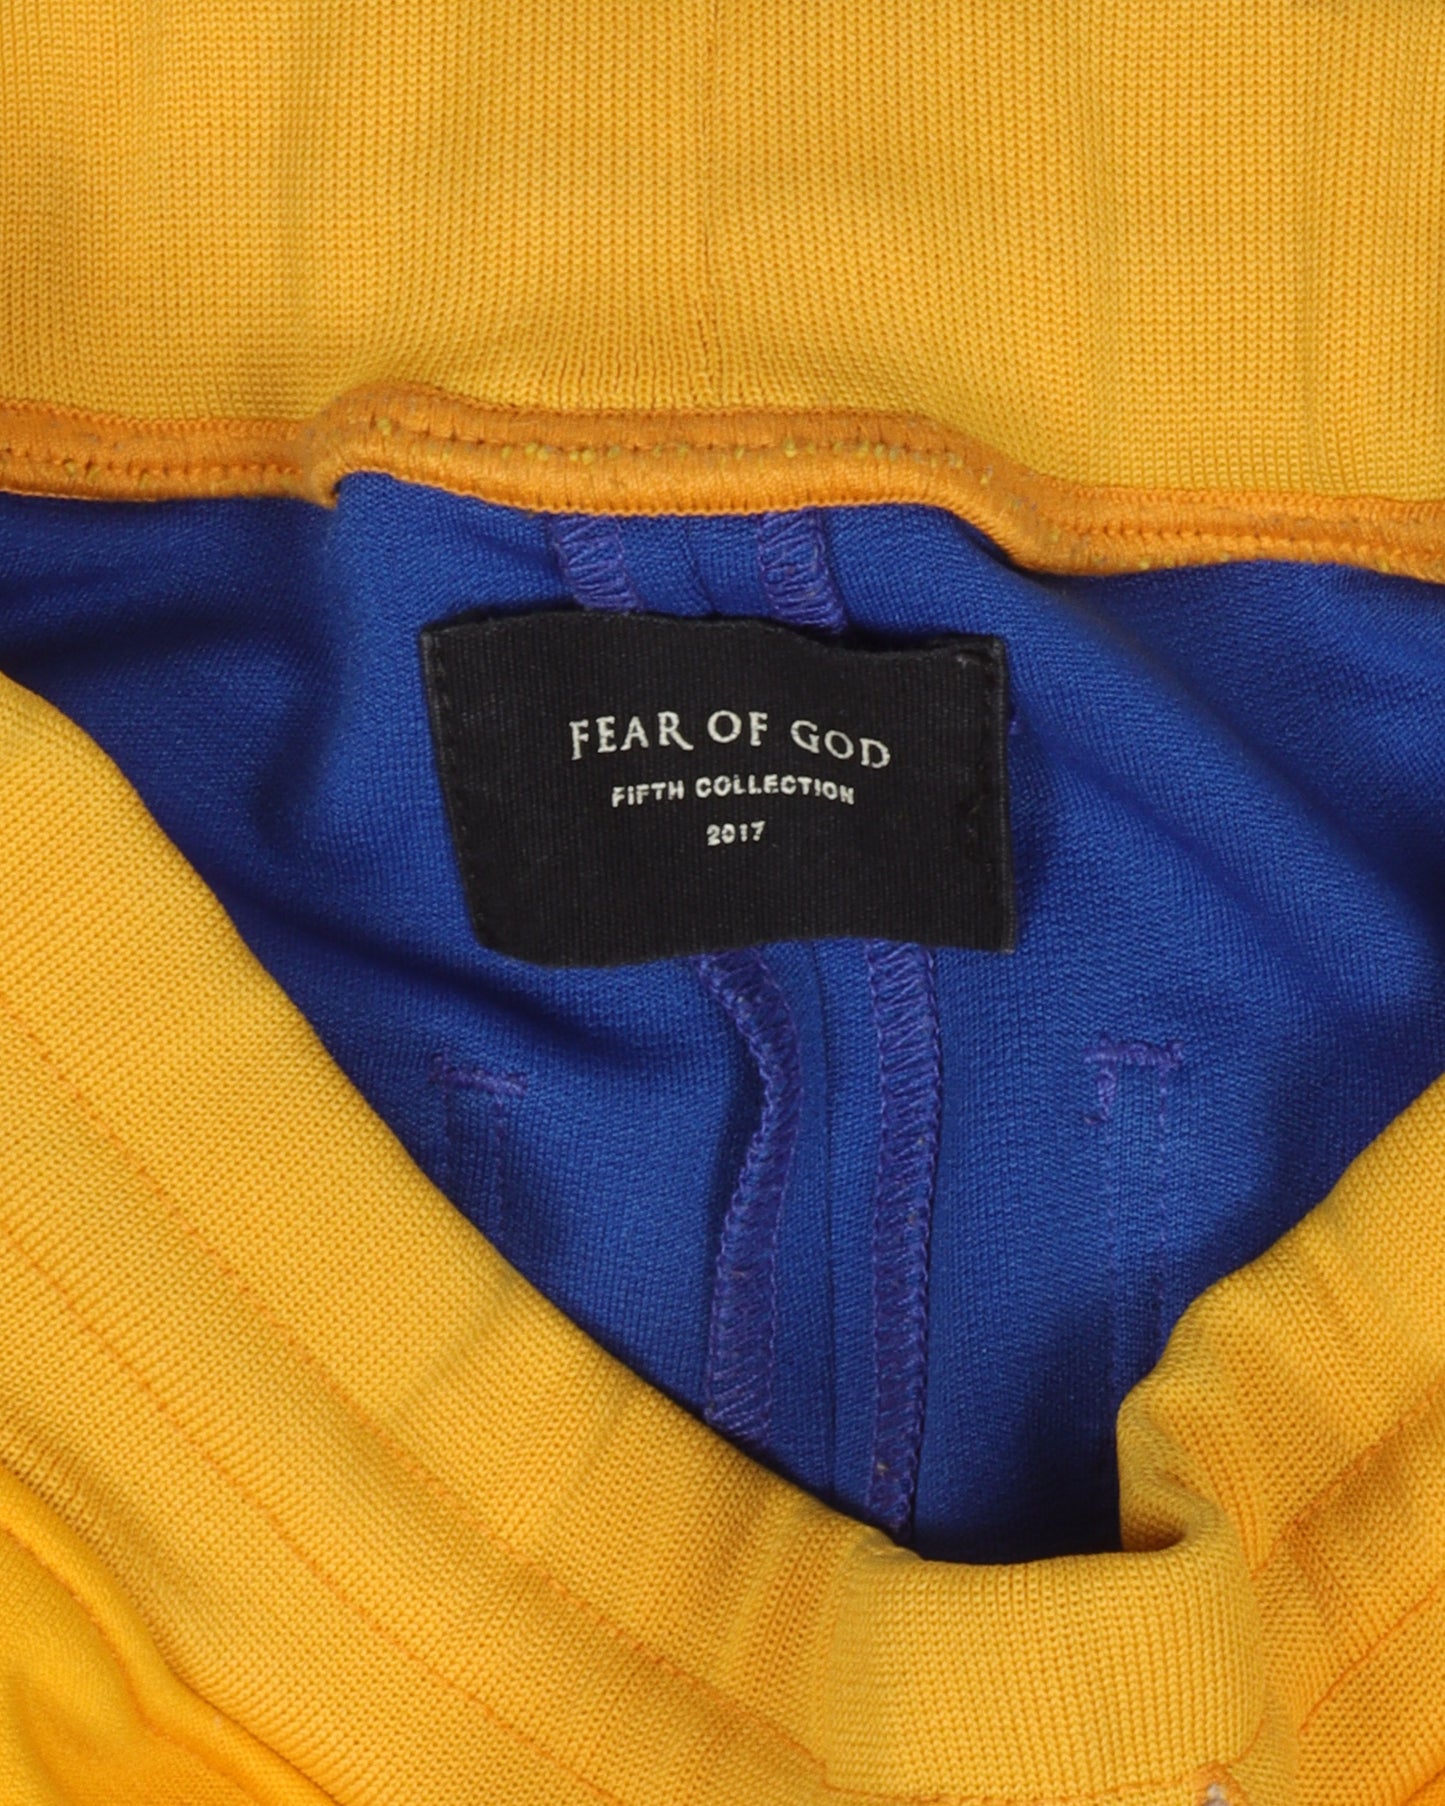 FEAR OF GOD
FIFTH COLLECTION
2017